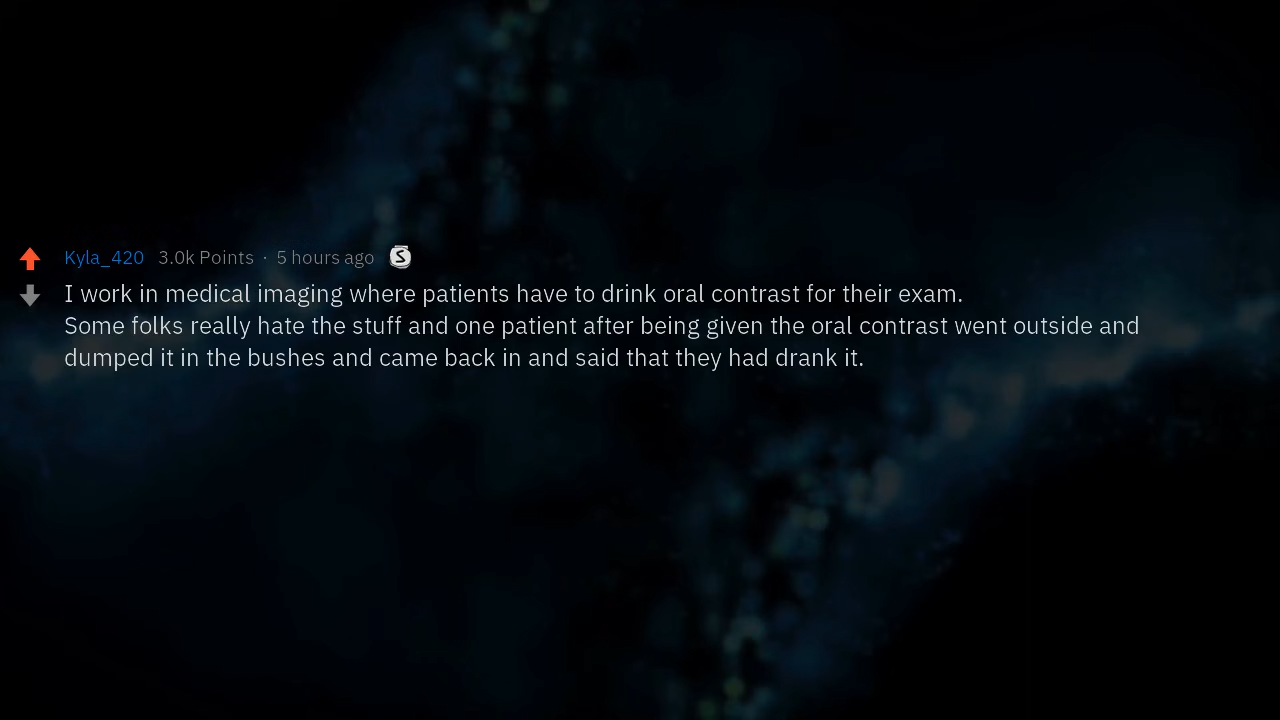 Kyla_420 3.0k Points · 5 hours ago S
I work in medical imaging where patients have to drink oral contrast for their exam.
Some folks really hate the stuff and one patient after being given the oral contrast went outside and
dumped it in the bushes and came back in and said that they had drank it.